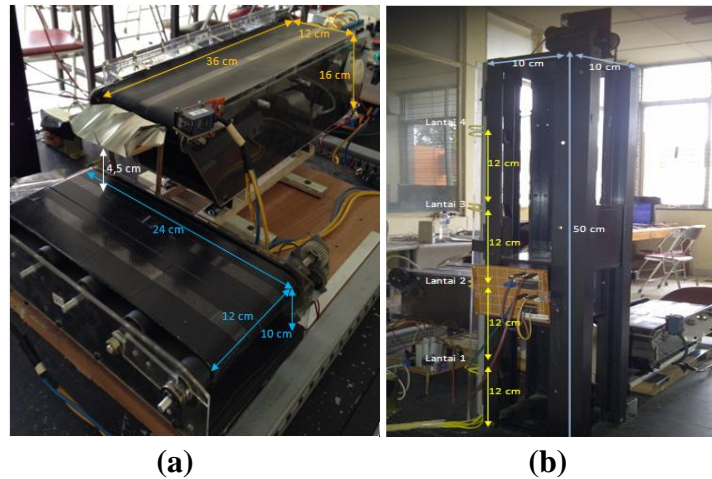 12 cm
36 cm
16 cm
4,5 cm
24 cm
12 cm
10 cm
(a)
10 cm
10 cm
Lantai 4
12 cm
Lantai 3
12 cm
50 cm
Lantai 2
12 cm
Lantai 1
12 cm
(b)